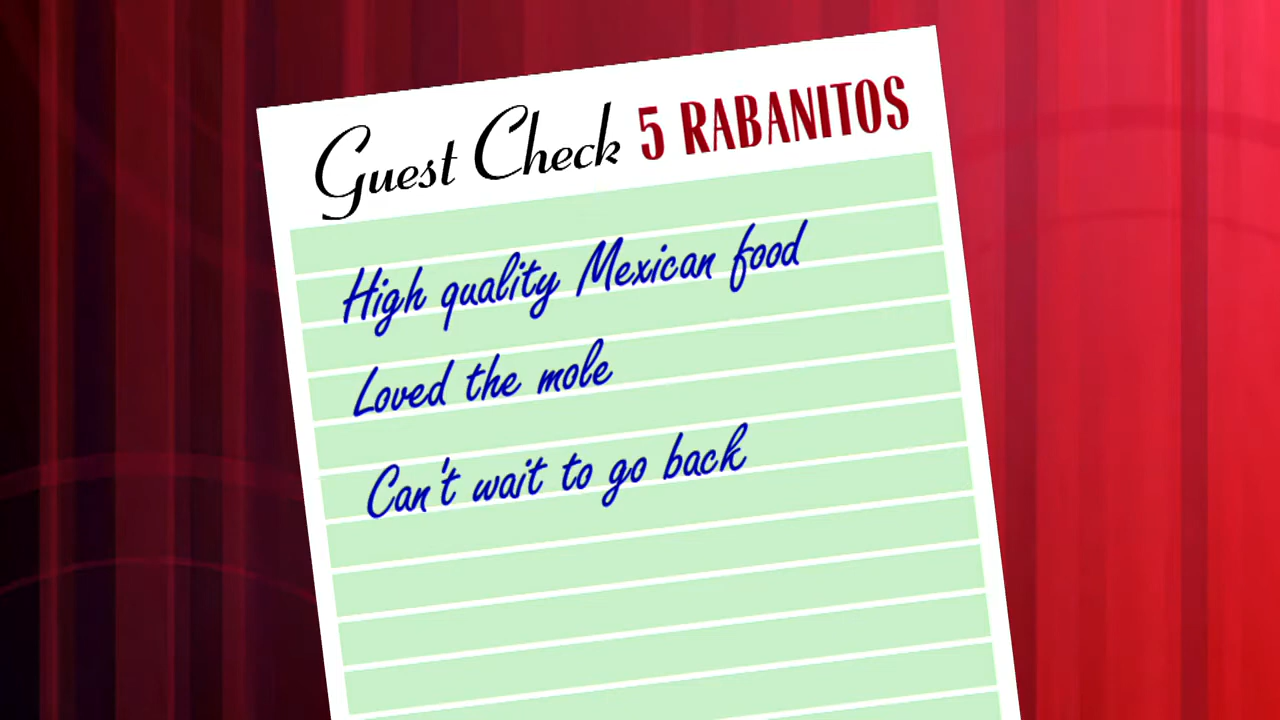 Guest Check 5 RABANITOS
High quality Mexican food
Loved the mole
Can't wait to go back